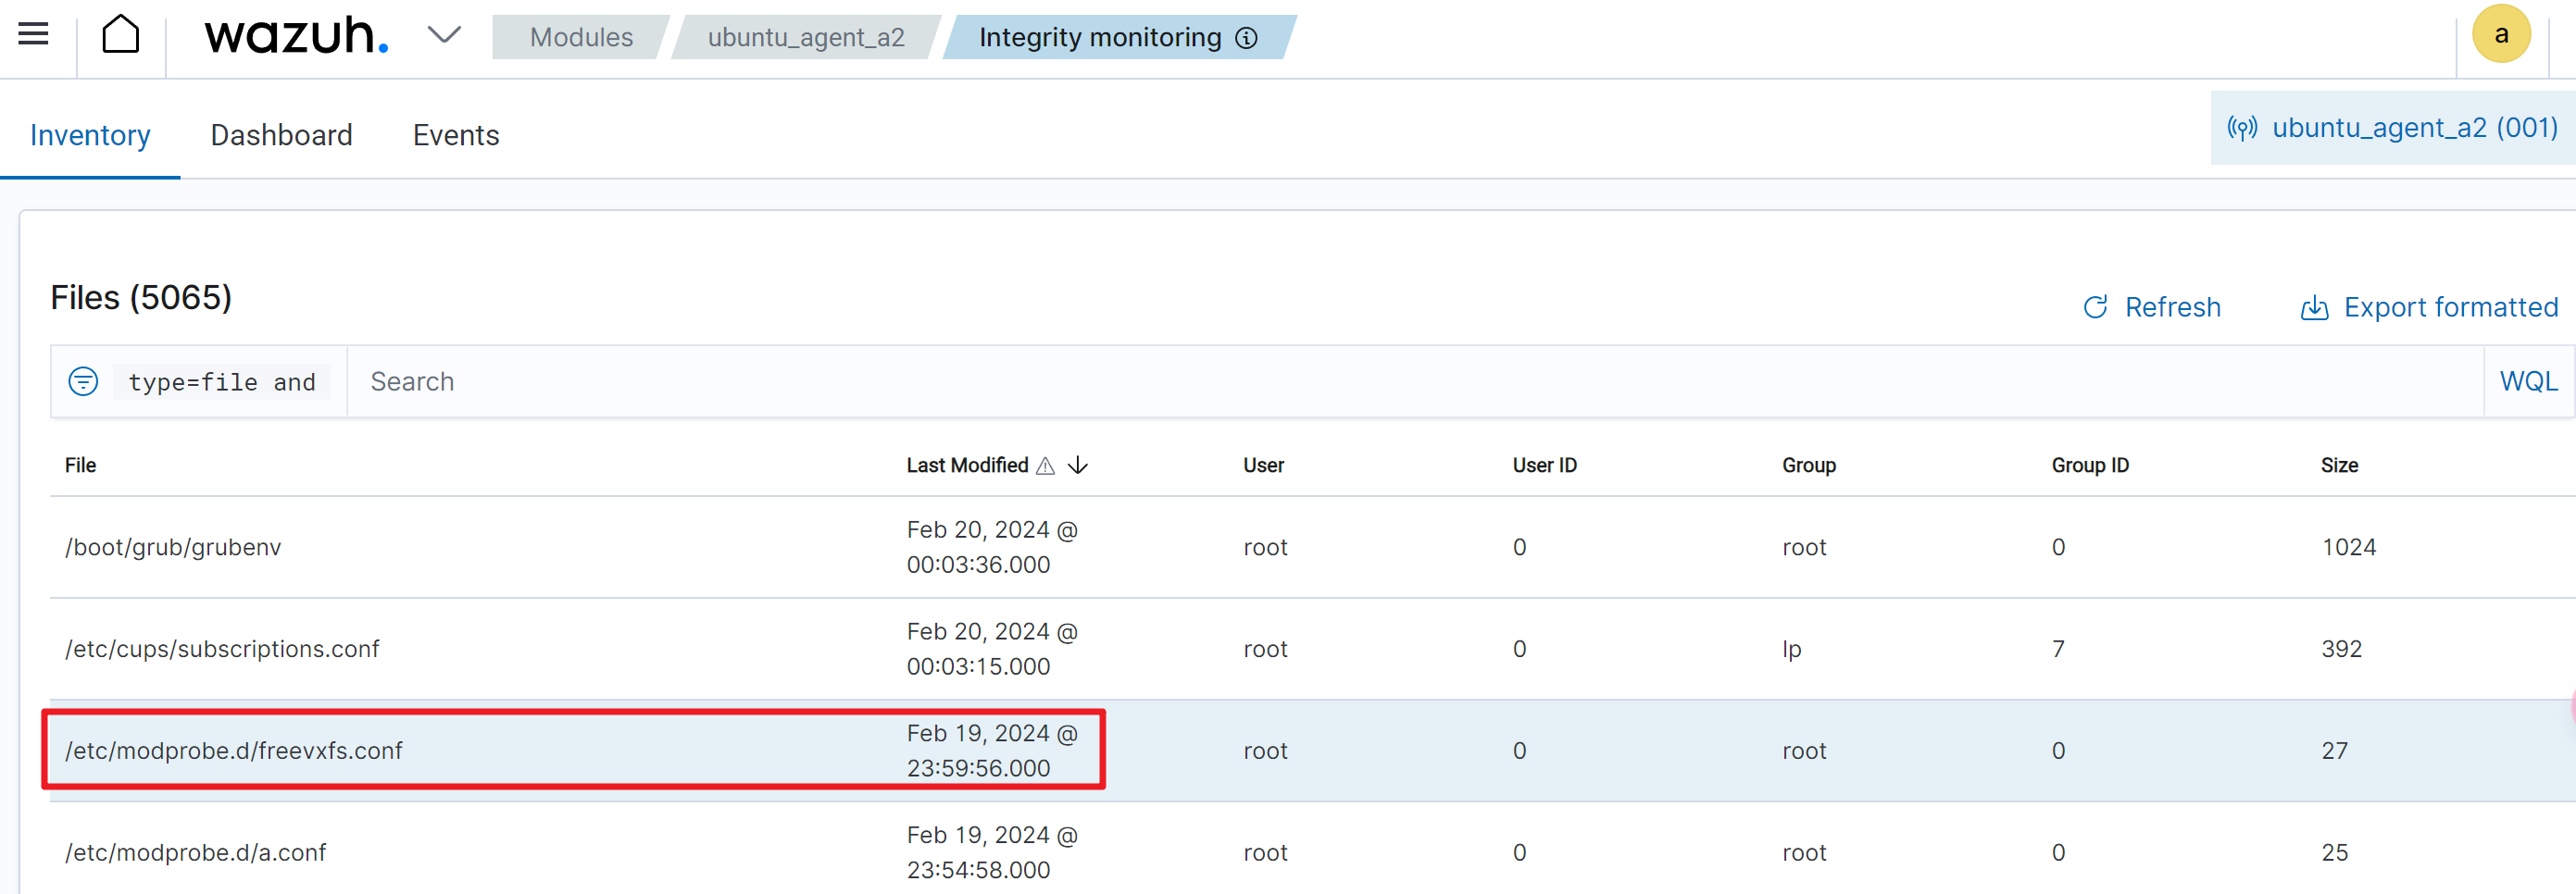 wazuh. Modules ubuntu_agent_a2 Integrity monitoring a
Inventory Dashboard Events ubuntu_agent_a2 (001)
Files (5065)
Refresh Export formatted
type=file and Search WQL
File Last Modified User User ID Group Group ID Size
/boot/grub/grubenv Feb 20, 2024 @ 00:03:36.000 root 0 root 0 1024
/etc/cups/subscriptions.conf Feb 20, 2024 @ 00:03:15.000 root 0 lp 7 392
/etc/modprobe.d/freevxfs.conf Feb 19, 2024 @ 23:59:56.000 root 0 root 0 27
/etc/modprobe.d/a.conf Feb 19, 2024 @ 23:54:58.000 root 0 root 0 25